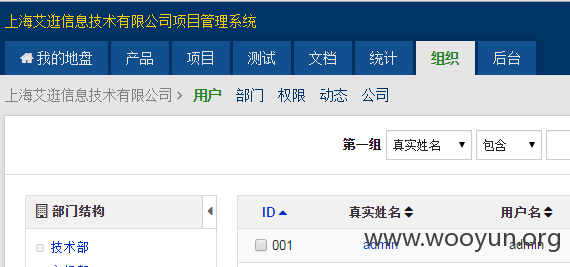 上海艾逛信息技术有限公司项目管理系统
我的地盘 产品 项目 测试 文档 统计 组织 后台
上海艾逛信息技术有限公司 > 用户 部门 权限 动态 公司
第一组 真实姓名 包含
部门结构 ID 真实姓名 用户名
技术部 001 admin admin
www.wooyun.org